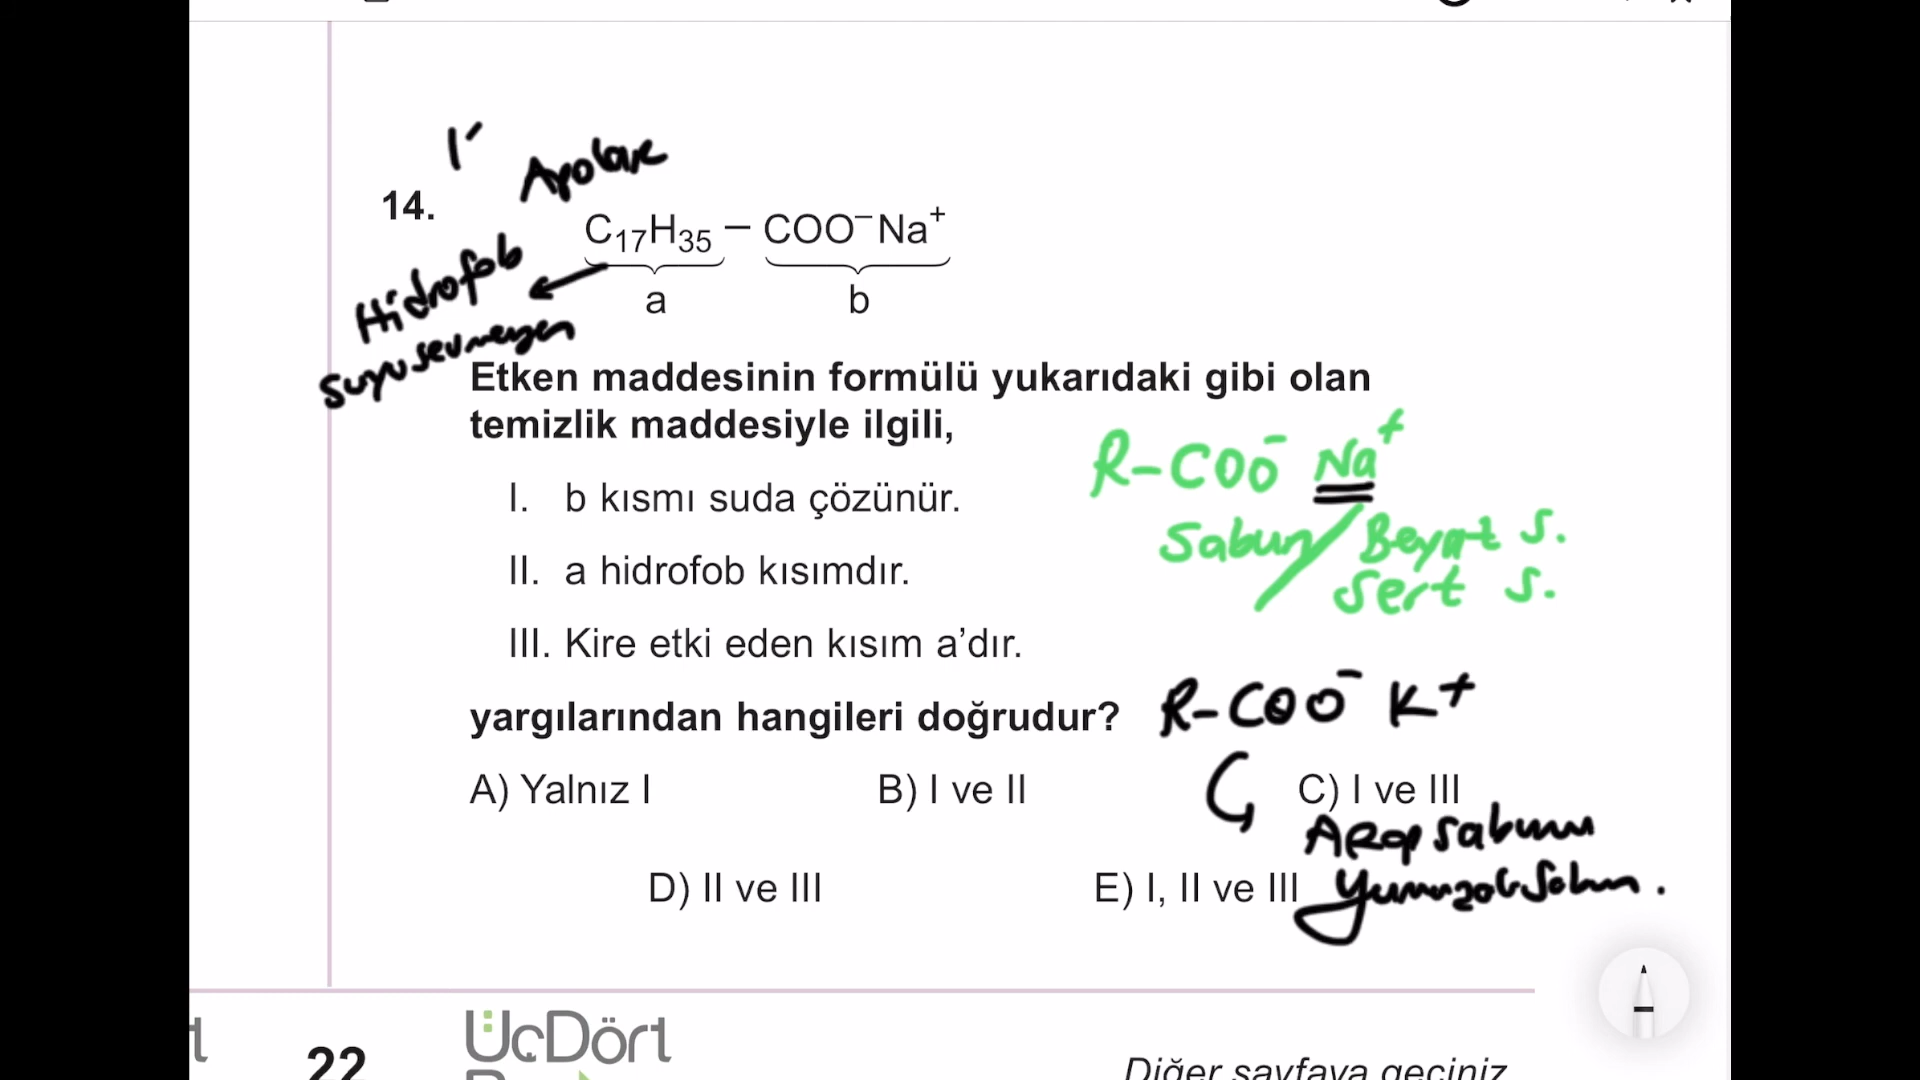 Apolar
14.
C17H35 – COO–Na+
Hidrofob
a b
suyu sevmeyen
Etken maddesinin formülü yukarıdaki gibi olan
temizlik maddesiyle ilgili,
R-COO- Na+
I. b kısmı suda çözünür.
Sabun / Beyaz S.
II. a hidrofob kısımdır.
Sert S.
III. Kire etki eden kısım a’dır.
yargılarından hangileri doğrudur?
R-COO- K+
A) Yalnız I B) I ve II C) I ve III
Arap sabunu
D) II ve III E) I, II ve III
Yumuşak Sabun.
22
ÜçDört
Diğer sayfaya geçiniz